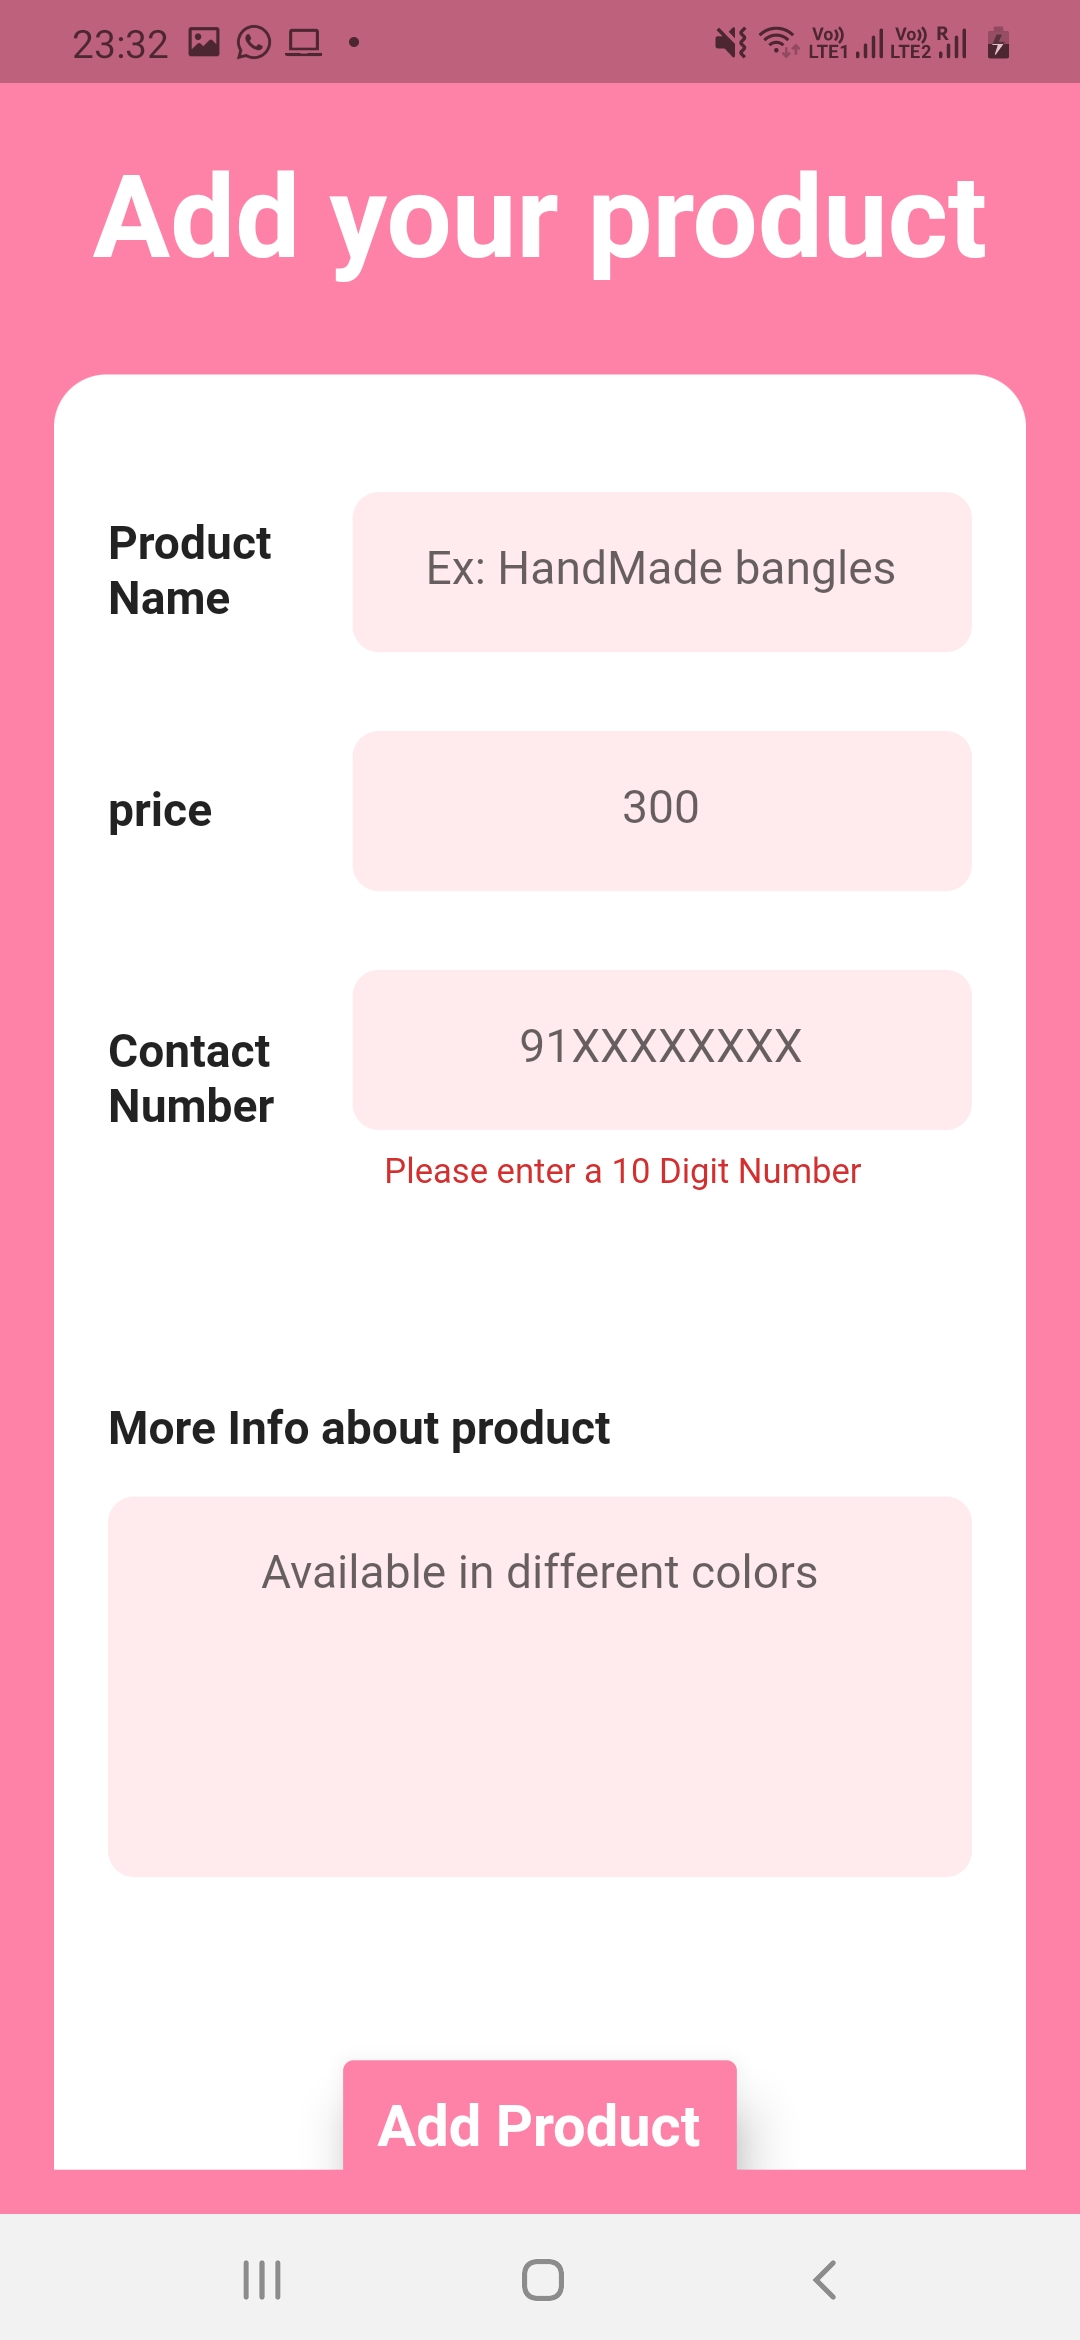 23:32 Vo)) LTE1 Vo)) R LTE2
Add your product
Product
Name
Ex: HandMade bangles
price
300
Contact
Number
91XXXXXXXX
Please enter a 10 Digit Number
More Info about product
Available in different colors
Add Product